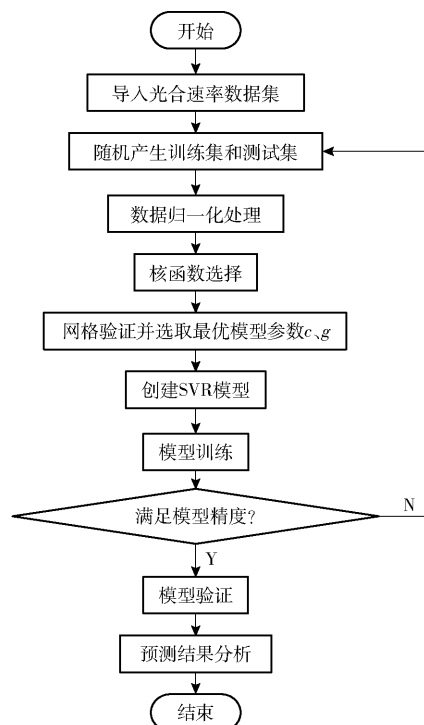 开始
导入光合速率数据集
随机产生训练集和测试集
数据归一化处理
核函数选择
网格验证并选取最优模型参数c、g
创建SVR模型
模型训练
满足模型精度?
N
Y
模型验证
预测结果分析
结束